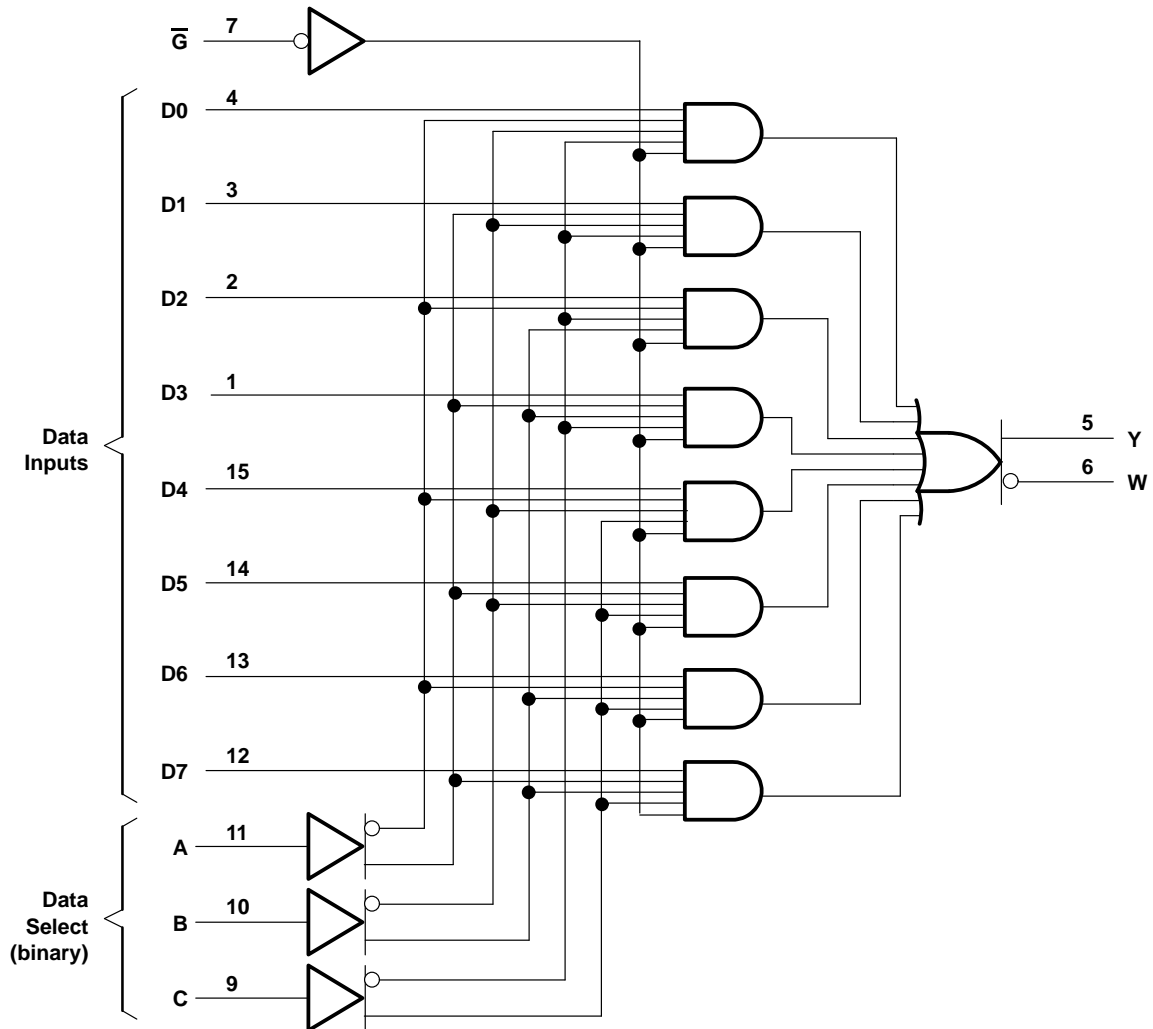 G̅ 7
D0 4
D1 3
D2 2
D3 1
Data
Inputs
5 Y
6 W
D4 15
D5 14
D6 13
D7 12
A 11
Data
Select
(binary)
B 10
C 9